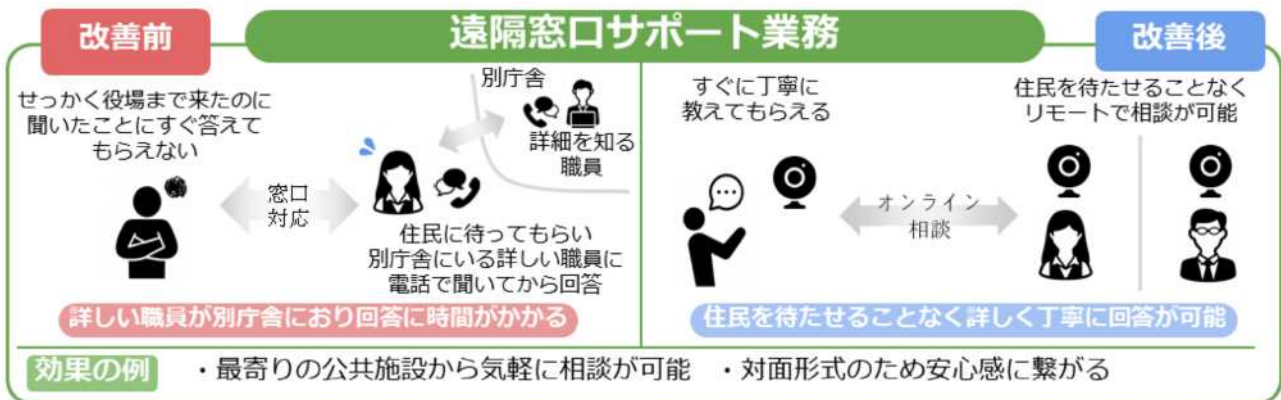 改善前
遠隔窓口サポート業務
改善後
せっかく役場まで来たのに
聞いたことにすぐ答えて
もらえない
別庁舎
詳細を知る
職員
窓口
対応
住民に待ってもらい
別庁舎にいる詳しい職員に
電話で聞いてから回答
詳しい職員が別庁舎におり回答に時間がかかる
すぐに丁寧に
教えてもらえる
住民を待たせることなく
リモートで相談が可能
オンライン
相談
住民を待たせることなく詳しく丁寧に回答が可能
効果の例
・最寄りの公共施設から気軽に相談が可能 ・対面形式のため安心感に繋がる